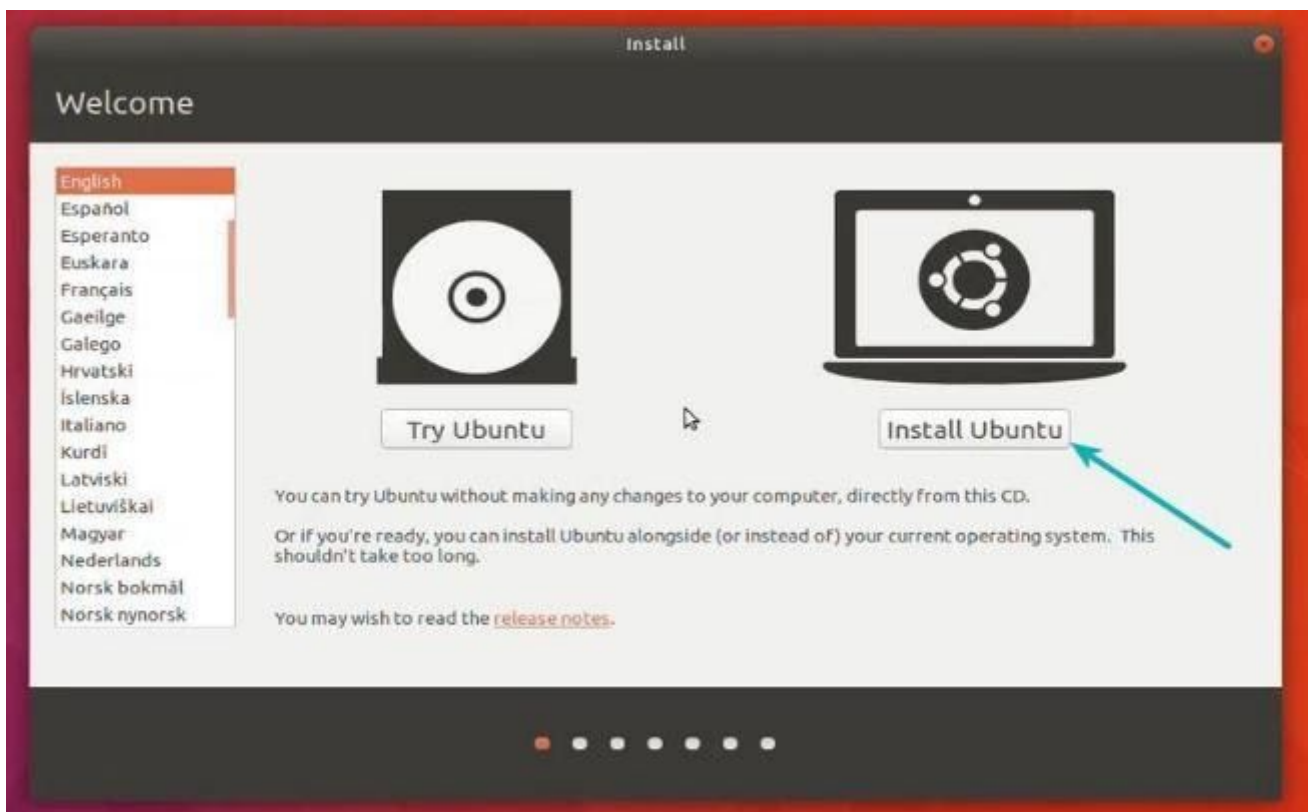 Install
Welcome
English
Español
Esperanto
Euskara
Français
Gaeilge
Galego
Hrvatski
Íslenska
Italiano
Kurdî
Latviski
Lietuviškai
Magyar
Nederlands
Norsk bokmål
Norsk nynorsk
Try Ubuntu
Install Ubuntu
You can try Ubuntu without making any changes to your computer, directly from this CD.
Or if you're ready, you can install Ubuntu alongside (or instead of) your current operating system. This
shouldn't take too long.
You may wish to read the release notes.